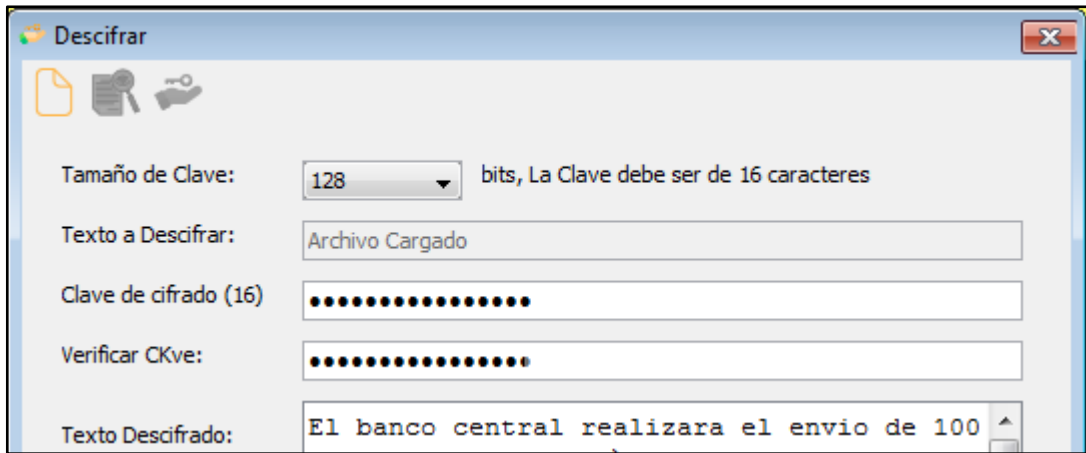 Descifrar
Tamaño de Clave: 128 bits, La Clave debe ser de 16 caracteres
Texto a Descifrar: Archivo Cargado
Clave de cifrado (16) ●●●●●●●●●●●●●●●●
Verificar CKve: ●●●●●●●●●●●●●●●●
Texto Descifrado: El banco central realizara el envio de 100